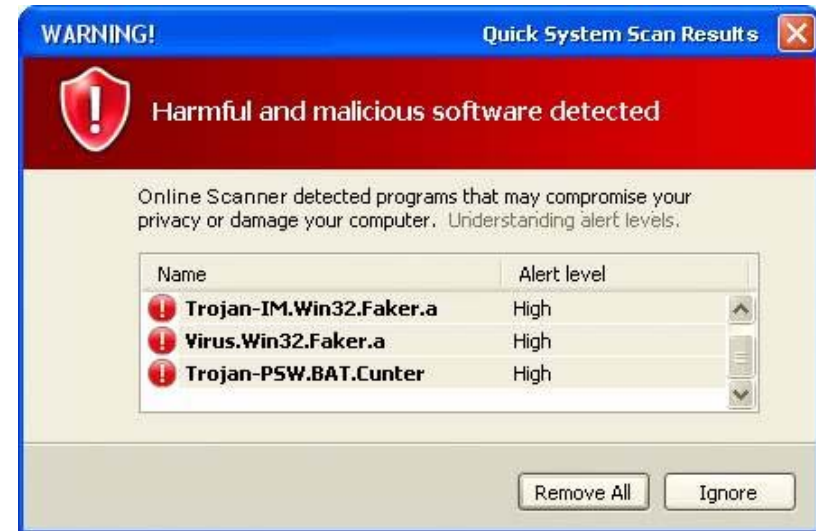 WARNING!
Quick System Scan Results
Harmful and malicious software detected
Online Scanner detected programs that may compromise your
privacy or damage your computer. Understanding alert levels.
Name Alert level
Trojan-IM.Win32.Faker.a High
Virus.Win32.Faker.a High
Trojan-PSW.BAT.Cunter High
Remove All Ignore